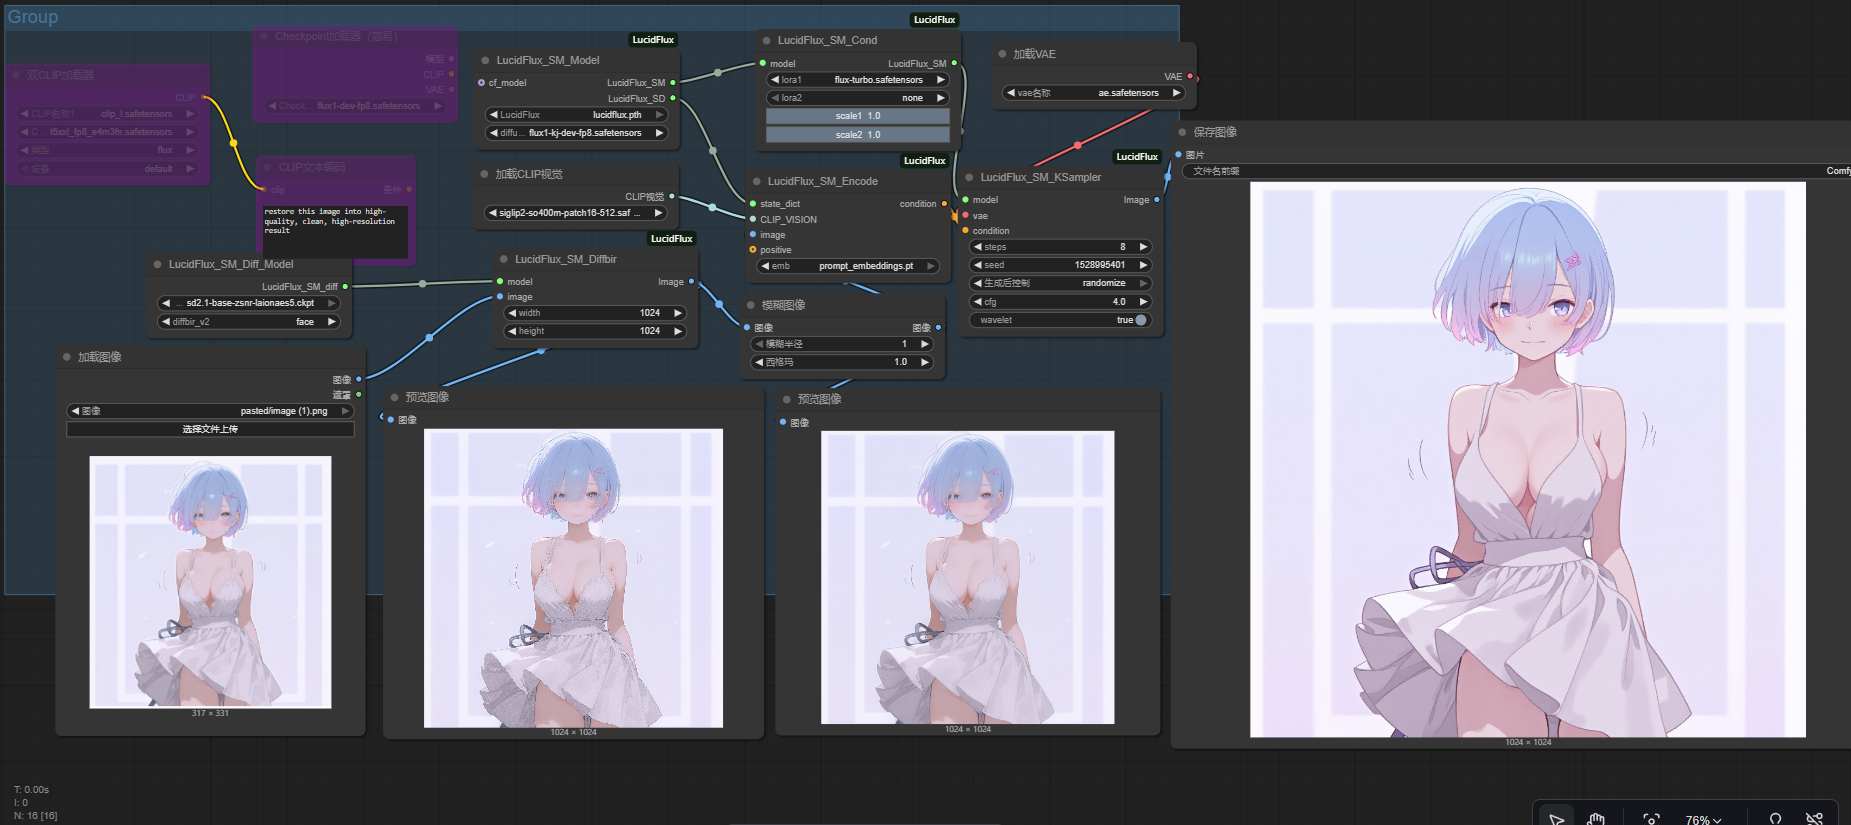 Group
双CLIP加载器
CLIP
CLIP名称1 clip_l.safetensors
C... t5xxl_fp8_e4m3fn.safetensors
类型 flux
设备 default
Checkpoint加载器（简易）
模型
CLIP
VAE
Check... flux1-dev-fp8.safetensors
CLIP文本编码
clip 条件
restore this image into high-
quality, clean, high-resolution
result
LucidFlux
LucidFlux_SM_Model
cf_model LucidFlux_SM
LucidFlux_SD
LucidFlux lucidflux.pth
diffu... flux1-kj-dev-fp8.safetensors
LucidFlux
LucidFlux_SM_Cond
model LucidFlux_SM
lora1 flux-turbo.safetensors
lora2 none
scale1 1.0
scale2 1.0
加载VAE
VAE
vae名称 ae.safetensors
加载CLIP视觉
CLIP视觉
siglip2-so400m-patch16-512.saf ...
LucidFlux
LucidFlux_SM_Encode
state_dict condition
CLIP_VISION
image
positive
emb prompt_embeddings.pt
LucidFlux
LucidFlux_SM_KSampler
model Image
vae
condition
steps 8
seed 1528995401
生成后控制 randomize
cfg 4.0
wavelet true
LucidFlux_SM_Diff_Model
LucidFlux_SM_diff
... sd2.1-base-zsnr-laionaes5.ckpt
diffbir_v2 face
LucidFlux
LucidFlux_SM_Diffbir
model Image
image
width 1024
height 1024
模糊图像
图像 图像
模糊半径 1
西格玛 1.0
加载图像
图像
遮罩
图像 pasted/image (1).png
选择文件上传
317 × 331
预览图像
图像
1024 × 1024
预览图像
图像
1024 × 1024
保存图像
图片
文件名前缀 Comfy
1024 × 1024
T: 0.00s
I: 0
N: 16 [16]
76%